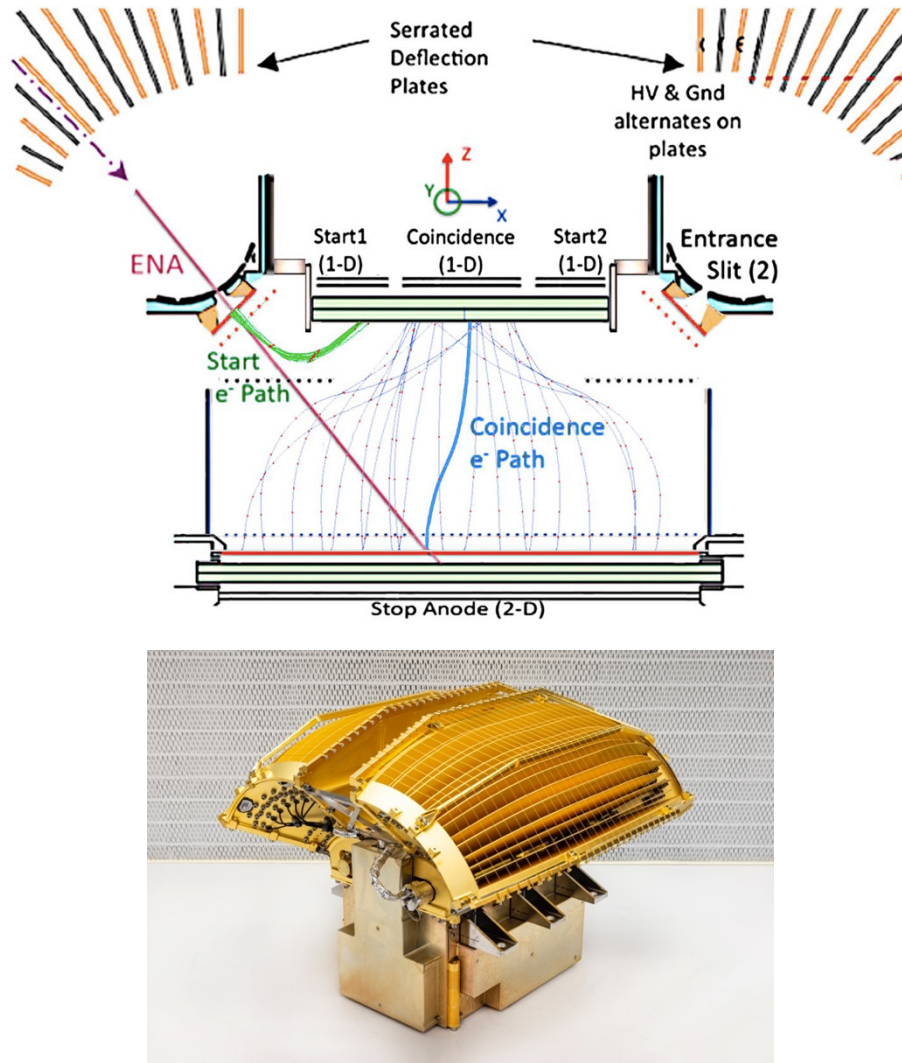 Serrated
Deflection
Plates
HV & Gnd
alternates on
plates
Z
Y
X
ENA
Start1
(1-D)
Coincidence
(1-D)
Start2
(1-D)
Entrance
Slit (2)
Start
e⁻ Path
Coincidence
e⁻ Path
Stop Anode (2-D)